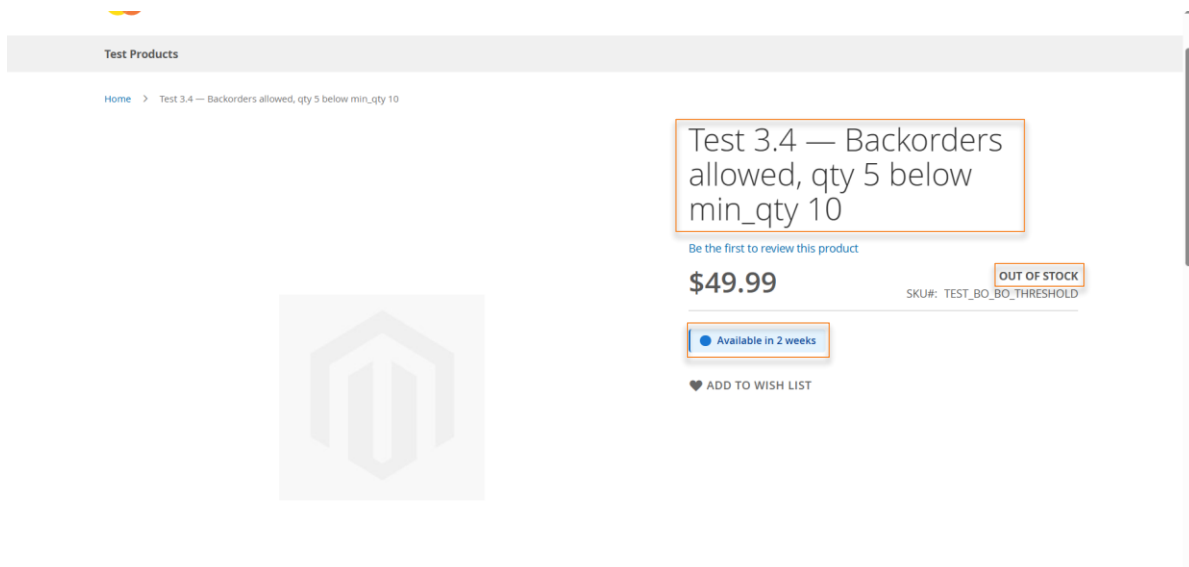 Test Products
Home > Test 3.4 — Backorders allowed, qty 5 below min_qty 10
Test 3.4 — Backorders
allowed, qty 5 below
min_qty 10
Be the first to review this product
$49.99
OUT OF STOCK
SKU#: TEST_BO_BO_THRESHOLD
Available in 2 weeks
ADD TO WISH LIST